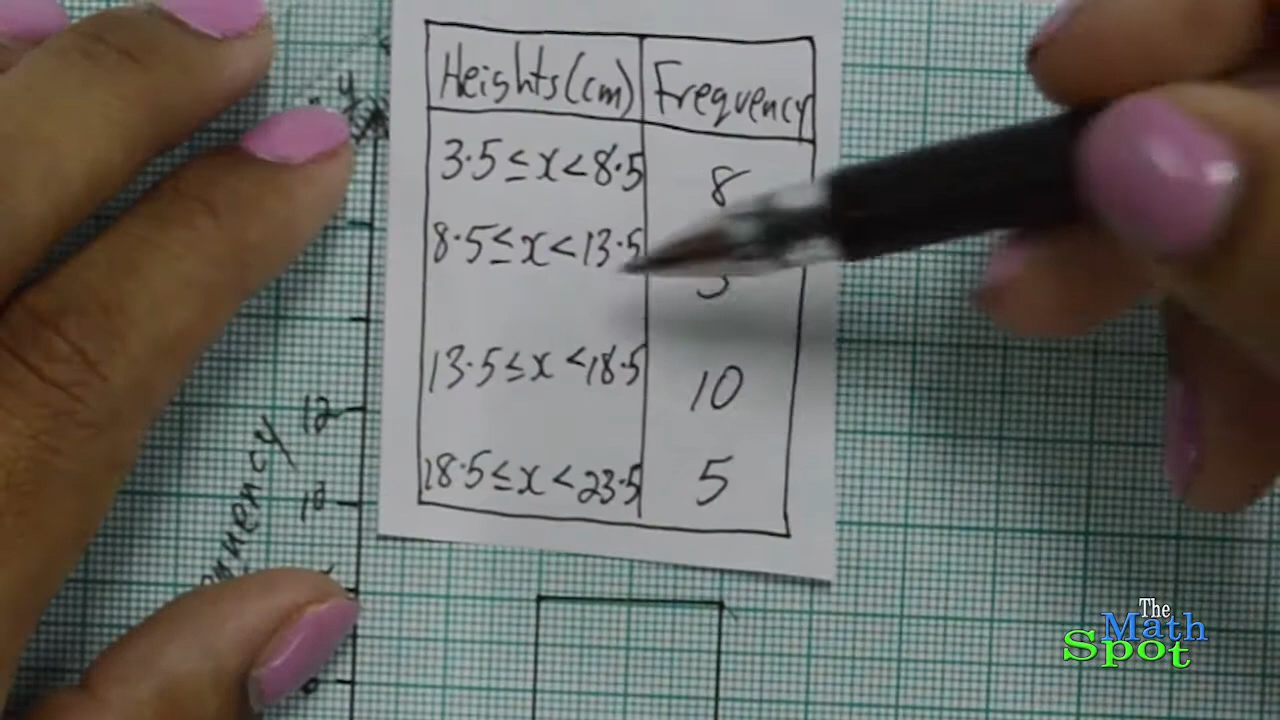 Heights(cm) Frequency
3.5≤x<8.5 8
8.5≤x<13.5
13.5≤x<18.5 10
18.5≤x<23.5 5
y
12
10
The
Math
Spot